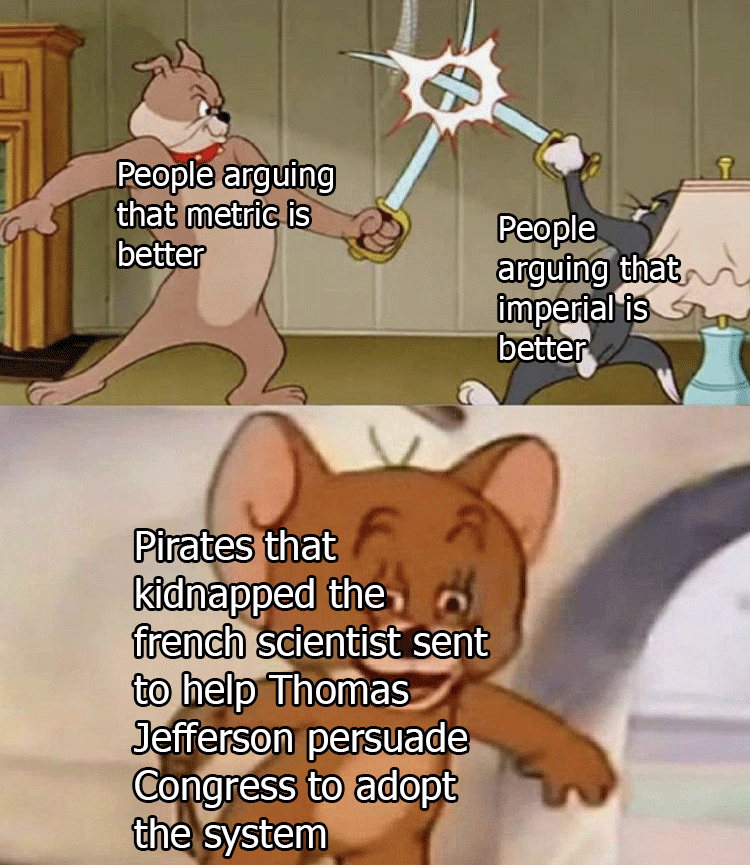 People arguing
that metric is
better
People
arguing that
imperial is
better
Pirates that
kidnapped the
french scientist sent
to help Thomas
Jefferson persuade
Congress to adopt
the system